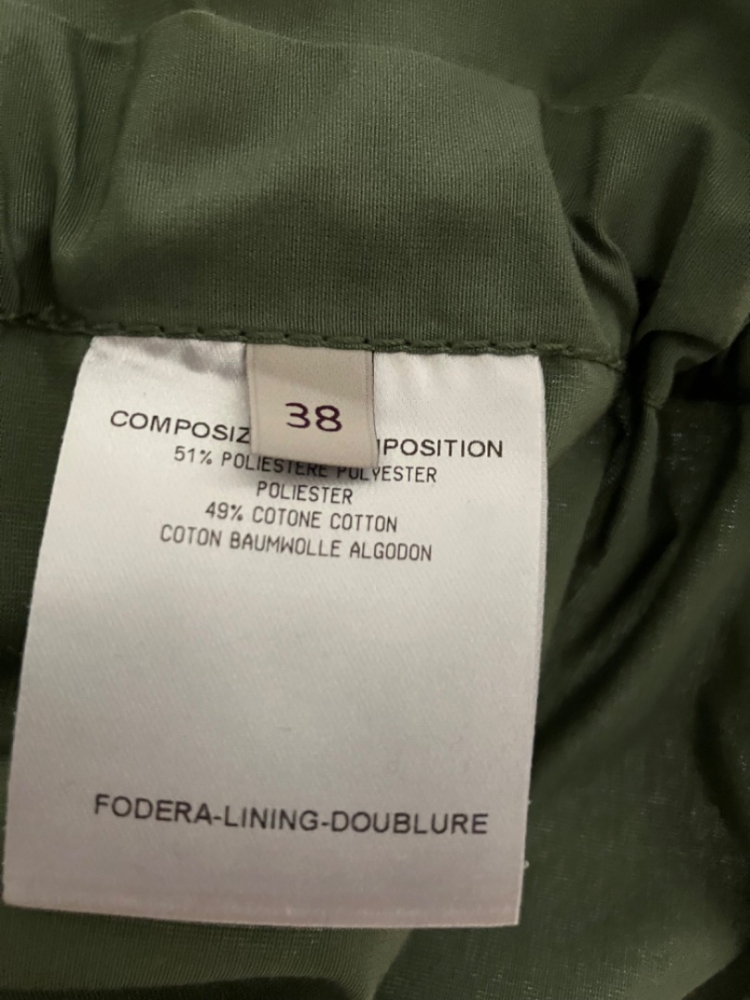 38
COMPOSIZ POSITION
51% POLIESTERE POLYESTER
POLIESTER
49% COTONE COTTON
COTON BAUMWOLLE ALGODON
FODERA-LINING-DOUBLURE